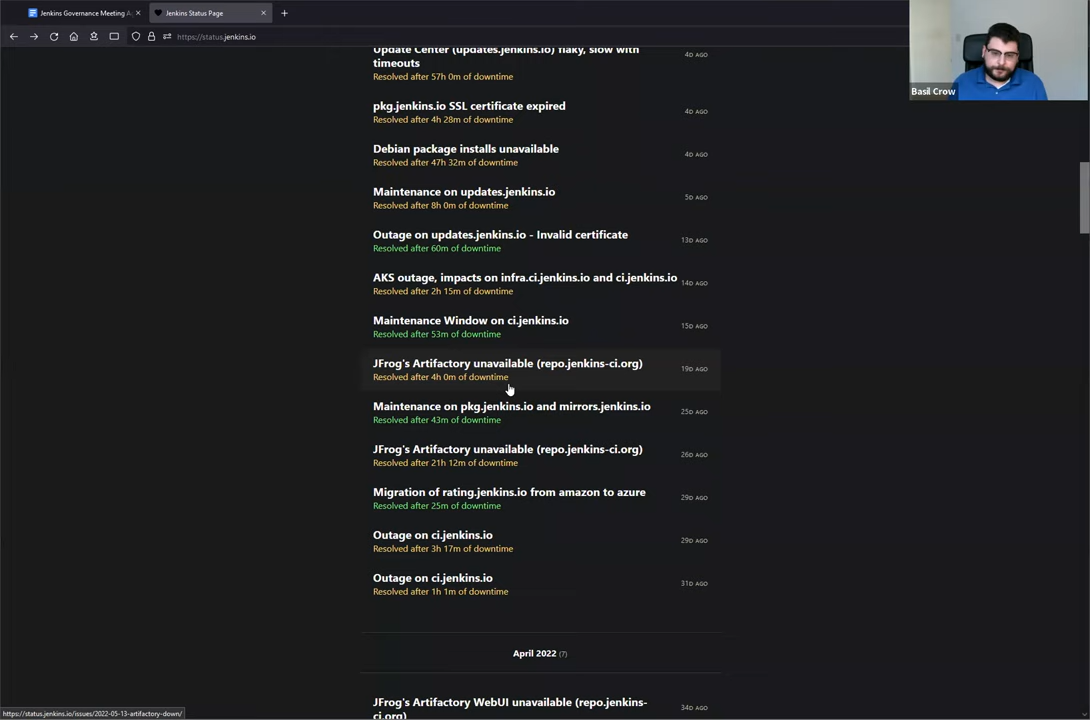 Jenkins Governance Meeting A
Jenkins Status Page
https://status.jenkins.io
Basil Crow
Update Center (updates.jenkins.io) flaky, slow with
timeouts
4D AGO
Resolved after 57h 0m of downtime
pkg.jenkins.io SSL certificate expired
4D AGO
Resolved after 4h 28m of downtime
Debian package installs unavailable
4D AGO
Resolved after 47h 32m of downtime
Maintenance on updates.jenkins.io
5D AGO
Resolved after 8h 0m of downtime
Outage on updates.jenkins.io - Invalid certificate
13D AGO
Resolved after 60m of downtime
AKS outage, impacts on infra.ci.jenkins.io and ci.jenkins.io
14D AGO
Resolved after 2h 15m of downtime
Maintenance Window on ci.jenkins.io
15D AGO
Resolved after 53m of downtime
JFrog's Artifactory unavailable (repo.jenkins-ci.org)
19D AGO
Resolved after 4h 0m of downtime
Maintenance on pkg.jenkins.io and mirrors.jenkins.io
25D AGO
Resolved after 43m of downtime
JFrog's Artifactory unavailable (repo.jenkins-ci.org)
26D AGO
Resolved after 21h 12m of downtime
Migration of rating.jenkins.io from amazon to azure
29D AGO
Resolved after 25m of downtime
Outage on ci.jenkins.io
29D AGO
Resolved after 3h 17m of downtime
Outage on ci.jenkins.io
31D AGO
Resolved after 1h 1m of downtime
April 2022 (7)
JFrog's Artifactory WebUI unavailable (repo.jenkins-
ci.org)
34D AGO
https://status.jenkins.io/issues/2022-05-13-artifactory-down/